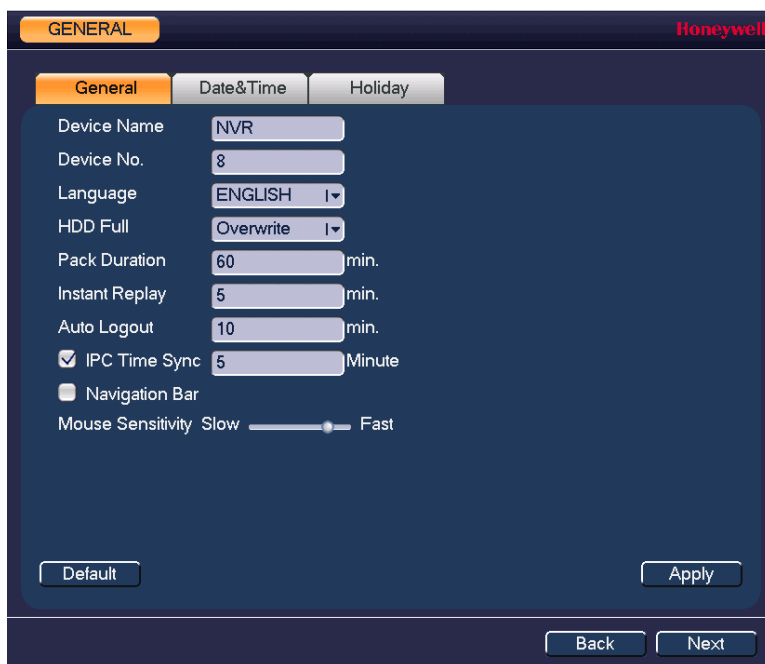 GENERAL
Honeywell
General Date&Time Holiday
Device Name NVR
Device No. 8
Language ENGLISH
HDD Full Overwrite
Pack Duration 60 min.
Instant Replay 5 min.
Auto Logout 10 min.
IPC Time Sync 5 Minute
Navigation Bar
Mouse Sensitivity Slow Fast
Default Apply
Back Next